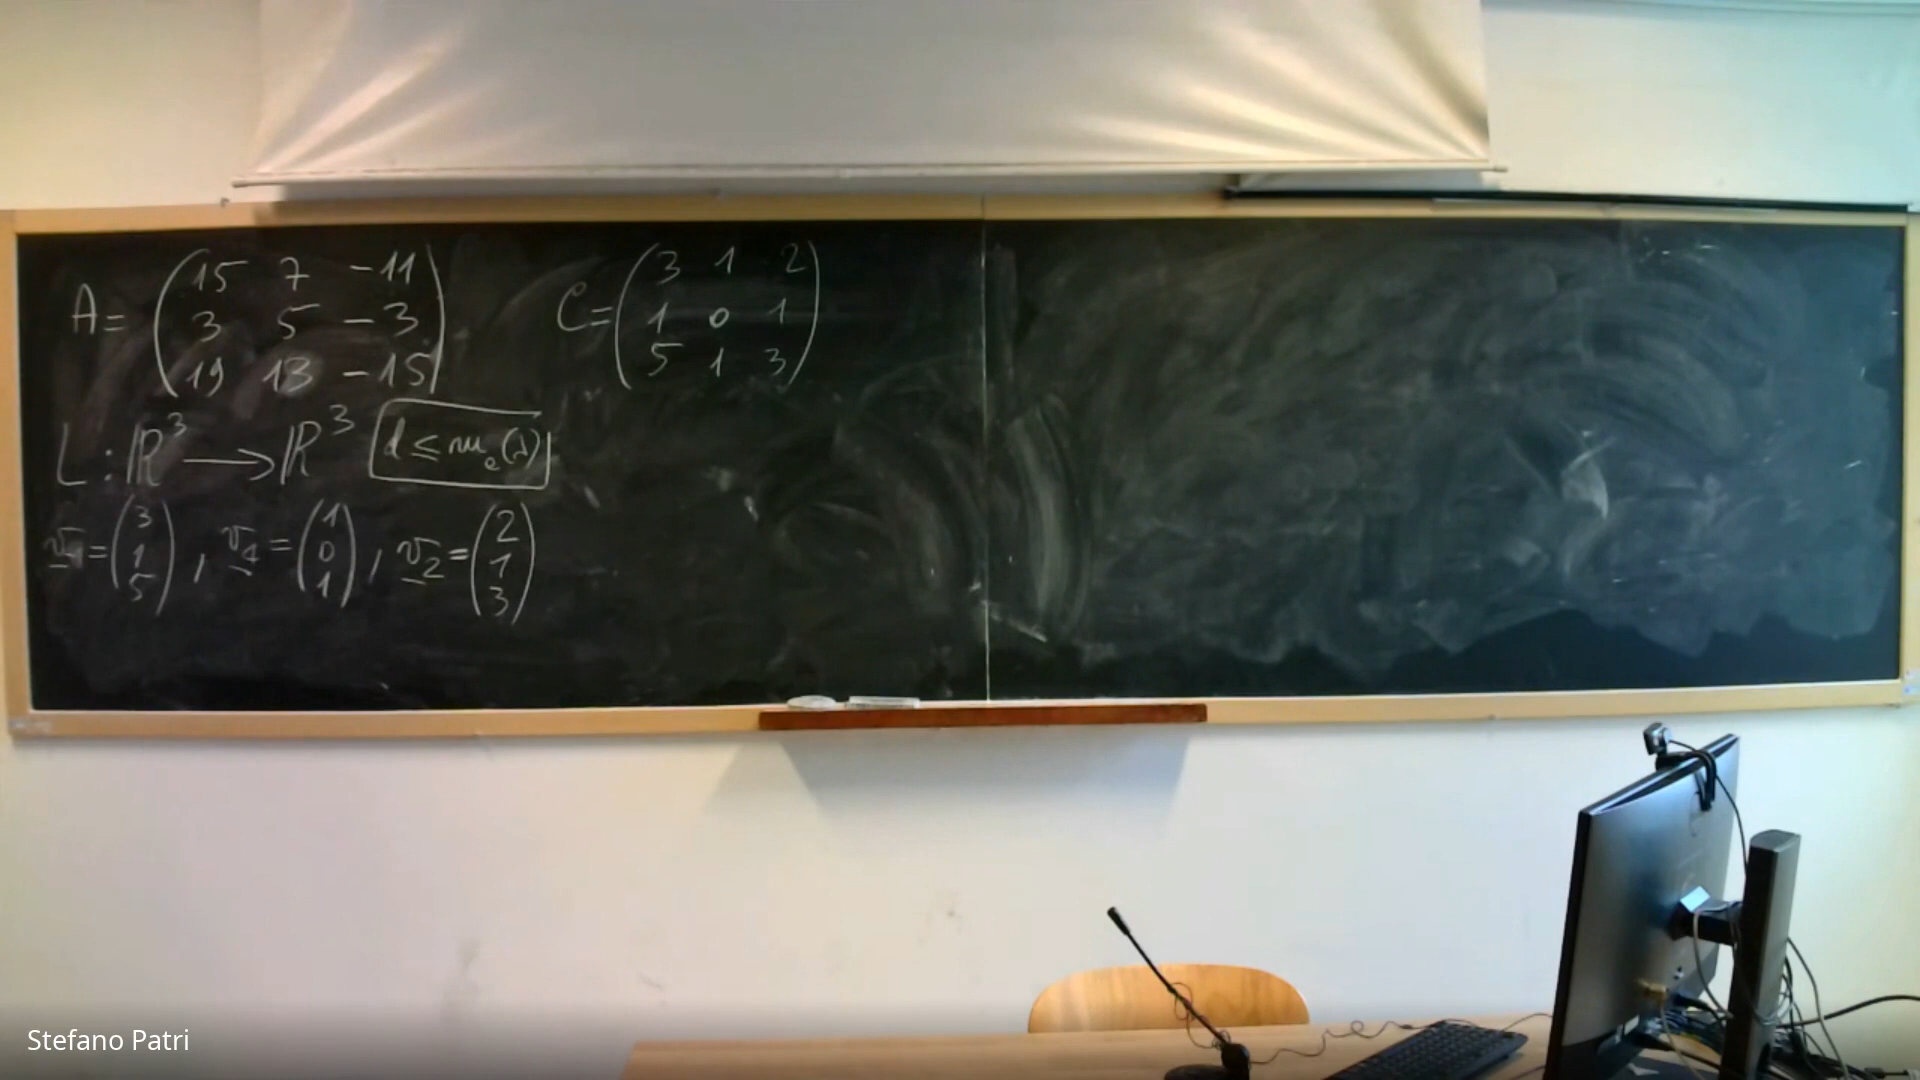 A = ( 15 7 -11
3 5 -3
19 13 -15 )
C = ( 3 1 2
1 0 1
5 1 3 )
L : ℝ³ → ℝ³ d ≤ mₐ(λ)
v₁ = ( 3 1 5 ) , v₁ = ( 1 0 1 ) , v₂ = ( 2 1 3 )
Stefano Patri